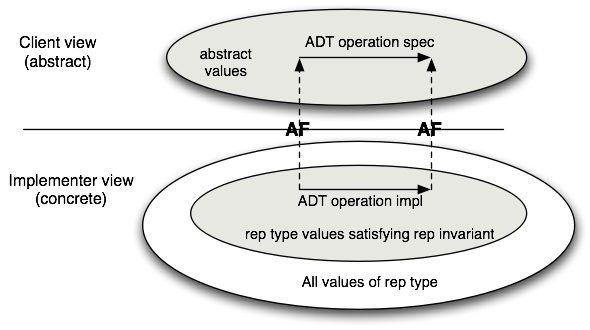 Client view
(abstract)
abstract
values
ADT operation spec
AF
AF
Implementer view
(concrete)
ADT operation impl
rep type values satisfying rep invariant
All values of rep type